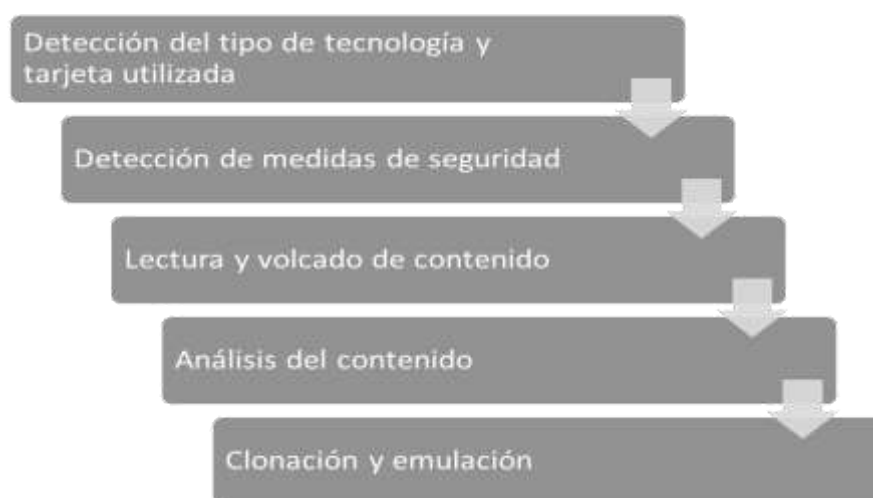 Detección del tipo de tecnología y
tarjeta utilizada
Detección de medidas de seguridad
Lectura y volcado de contenido
Análisis del contenido
Clonación y emulación